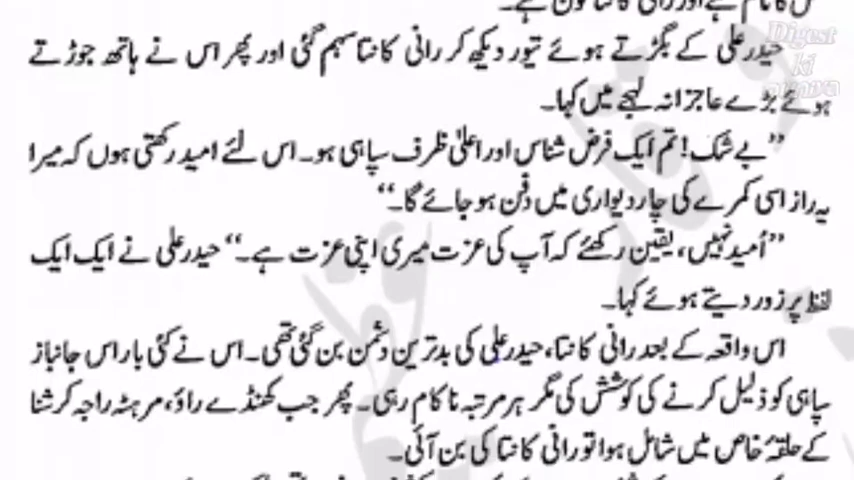 حیدر علی کے بگڑتے ہوئے تیور دیکھ کر رانی کانتا سہم گئی اور پھر اس نے ہاتھ جوڑتے
ہوئے بڑے عاجزانہ لہجے میں کہا۔
”بے شک! تم ایک فرض شناس اور اعلیٰ ظرف سپاہی ہو۔ اس لئے امید رکھتی ہوں کہ میرا
یہ راز اسی کمرے کی چار دیواری میں دفن ہو جائے گا۔“
”اُمید نہیں، یقین رکھئے کہ آپ کی عزت میری اپنی عزت ہے۔“ حیدر علی نے ایک ایک
لفظ پر زور دیتے ہوئے کہا۔
اس واقعہ کے بعد رانی کانتا، حیدر علی کی بدترین دشمن بن گئی تھی۔ اس نے کئی بار اس جانباز
سپاہی کو ذلیل کرنے کی کوشش کی مگر ہر مرتبہ ناکام رہی۔ پھر جب کھنڈے راؤ، مرہٹہ راجہ کرشنا
کے حلقۂ خاص میں شامل ہوا تو رانی کانتا کی بن آئی۔
Digest
ki